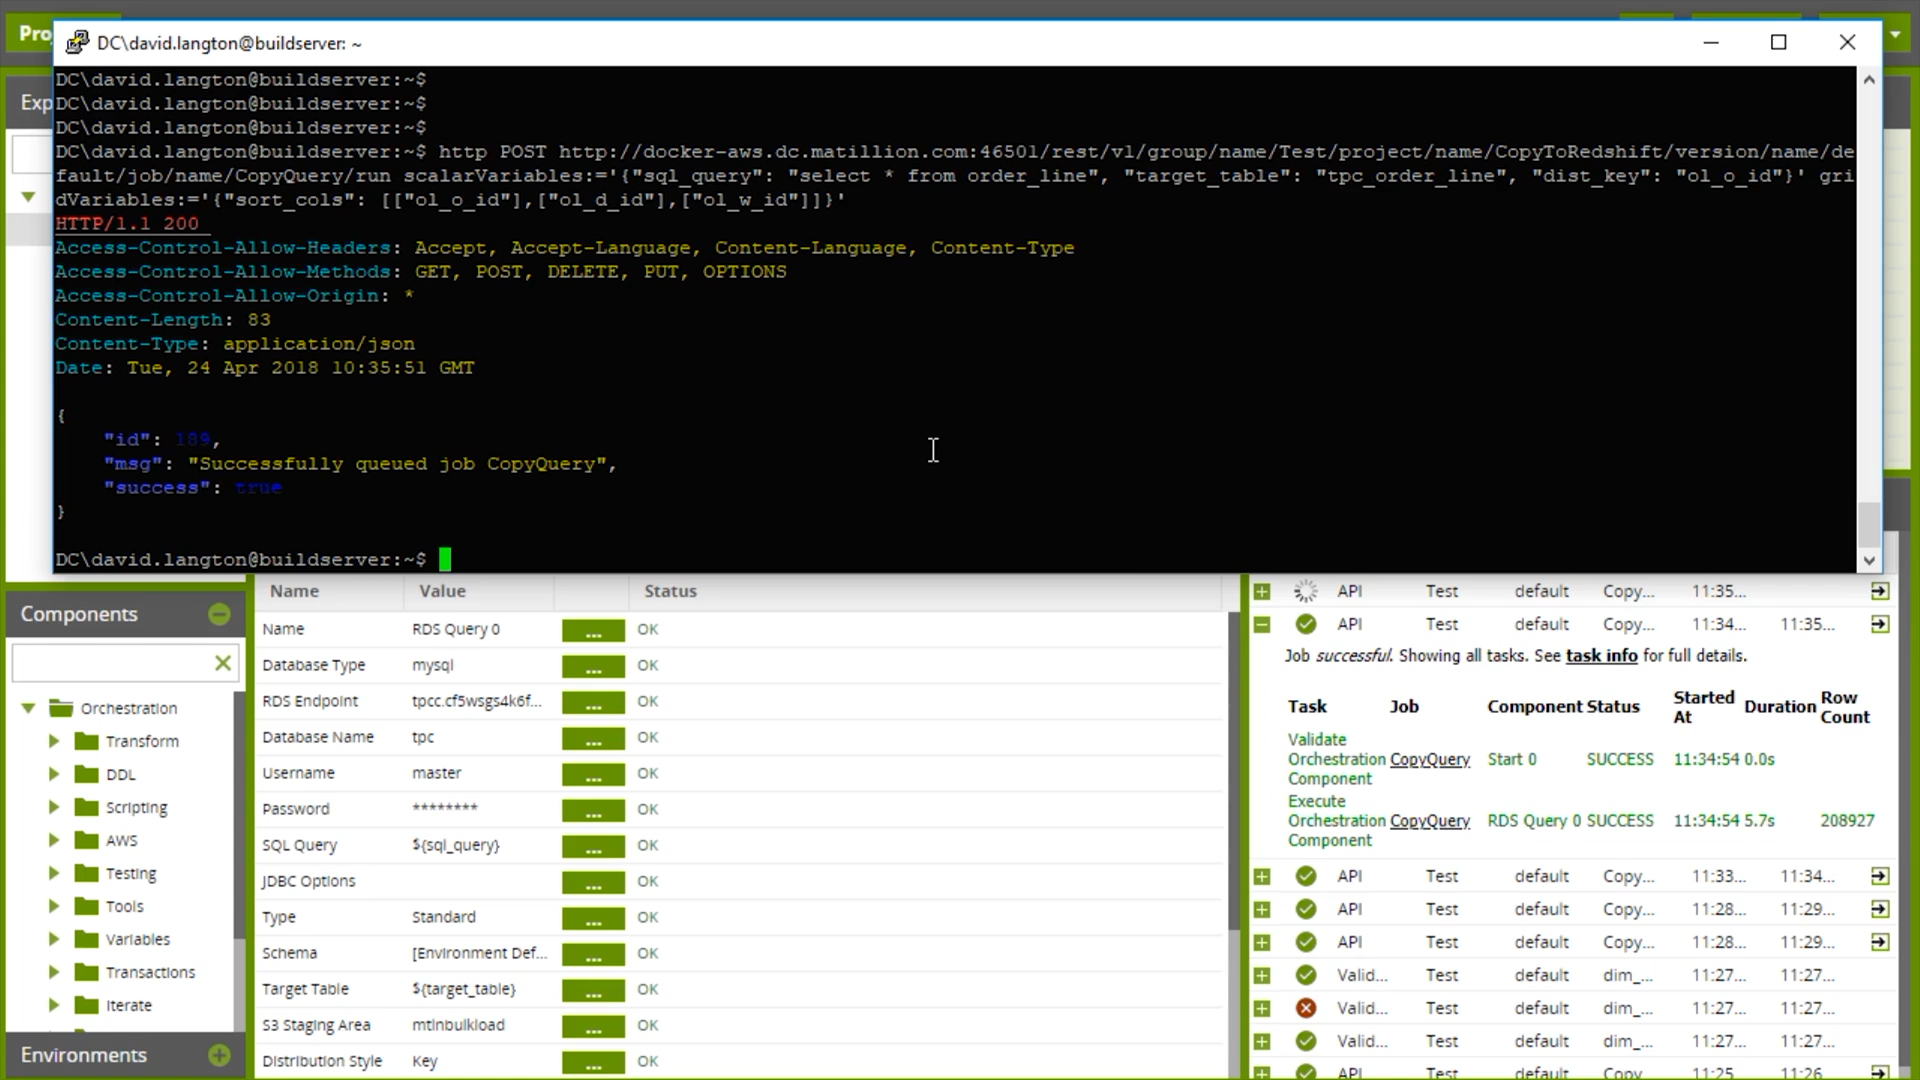 Pro
DC\david.langton@buildserver: ~
Exp
DC\david.langton@buildserver:~$
DC\david.langton@buildserver:~$
DC\david.langton@buildserver:~$
DC\david.langton@buildserver:~$ http POST http://docker-aws.dc.matillion.com:46501/rest/v1/group/name/Test/project/name/CopyToRedshift/version/name/de
fault/job/name/CopyQuery/run scalarVariables:='{"sql_query": "select * from order_line", "target_table": "tpc_order_line", "dist_key": "ol_o_id"}' gri
dVariables:='{"sort_cols": [["ol_o_id"],["ol_d_id"],["ol_w_id"]]}'
HTTP/1.1 200
Access-Control-Allow-Headers: Accept, Accept-Language, Content-Language, Content-Type
Access-Control-Allow-Methods: GET, POST, DELETE, PUT, OPTIONS
Access-Control-Allow-Origin: *
Content-Length: 83
Content-Type: application/json
Date: Tue, 24 Apr 2018 10:35:51 GMT
{
"id": 189,
"msg": "Successfully queued job CopyQuery",
"success": true
}
DC\david.langton@buildserver:~$
Components
Orchestration
Transform
DDL
Scripting
AWS
Testing
Tools
Variables
Transactions
Iterate
Environments
Name Value Status
Name RDS Query 0 ... OK
Database Type mysql ... OK
RDS Endpoint tpcc.cf5wsgs4k6f... ... OK
Database Name tpc ... OK
Username master ... OK
Password ******** ... OK
SQL Query ${sql_query} ... OK
JDBC Options ... OK
Type Standard ... OK
Schema [Environment Def... ... OK
Target Table ${target_table} ... OK
S3 Staging Area mtlnbulkload ... OK
Distribution Style Key ... OK
API Test default Copy... 11:35...
API Test default Copy... 11:34... 11:35...
Job successful. Showing all tasks. See task info for full details.
Task Job Component Status Started At Duration Row Count
Validate Orchestration Component CopyQuery Start 0 SUCCESS 11:34:54 0.0s
Execute Orchestration Component CopyQuery RDS Query 0 SUCCESS 11:34:54 5.7s 208927
API Test default Copy... 11:33... 11:34...
API Test default Copy... 11:28... 11:29...
API Test default Copy... 11:28... 11:29...
Valid... Test default dim_... 11:27... 11:27...
Valid... Test default dim_... 11:27... 11:27...
Valid... Test default dim_... 11:27... 11:27...
API Test default Copy 11:25 11:26